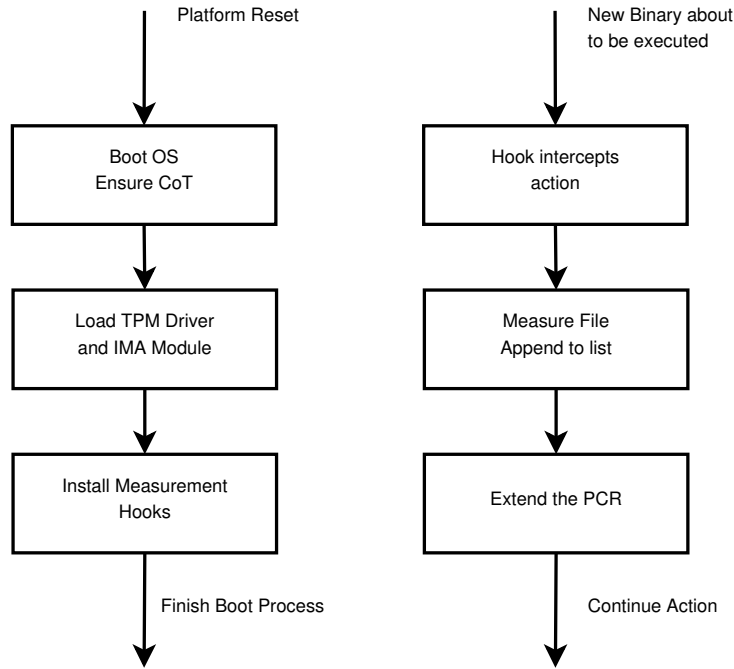 Platform Reset
Boot OS
Ensure CoT
Load TPM Driver
and IMA Module
Install Measurement
Hooks
Finish Boot Process
New Binary about
to be executed
Hook intercepts
action
Measure File
Append to list
Extend the PCR
Continue Action